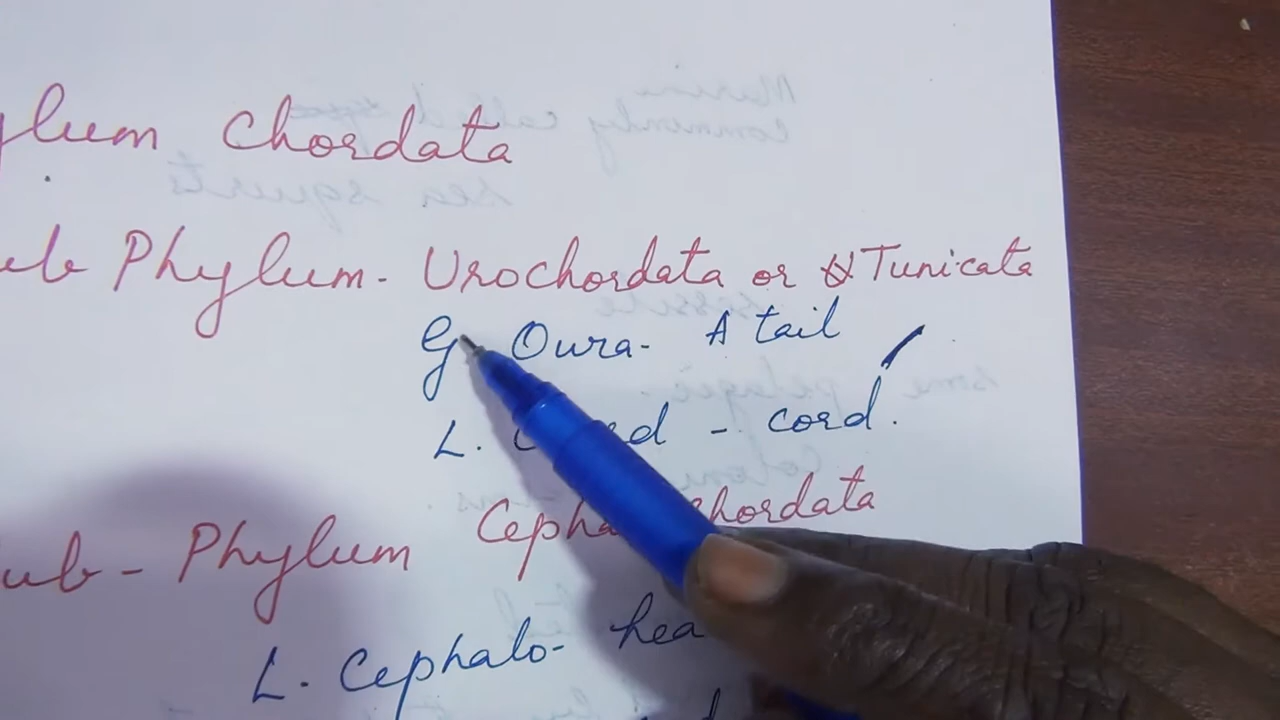 ylum Chordata
ub Phylum- Urochordata or Tunicata
G Oura- A tail
L. - cord.
ub- Phylum Cepha hordata
L. Cephalo- hea